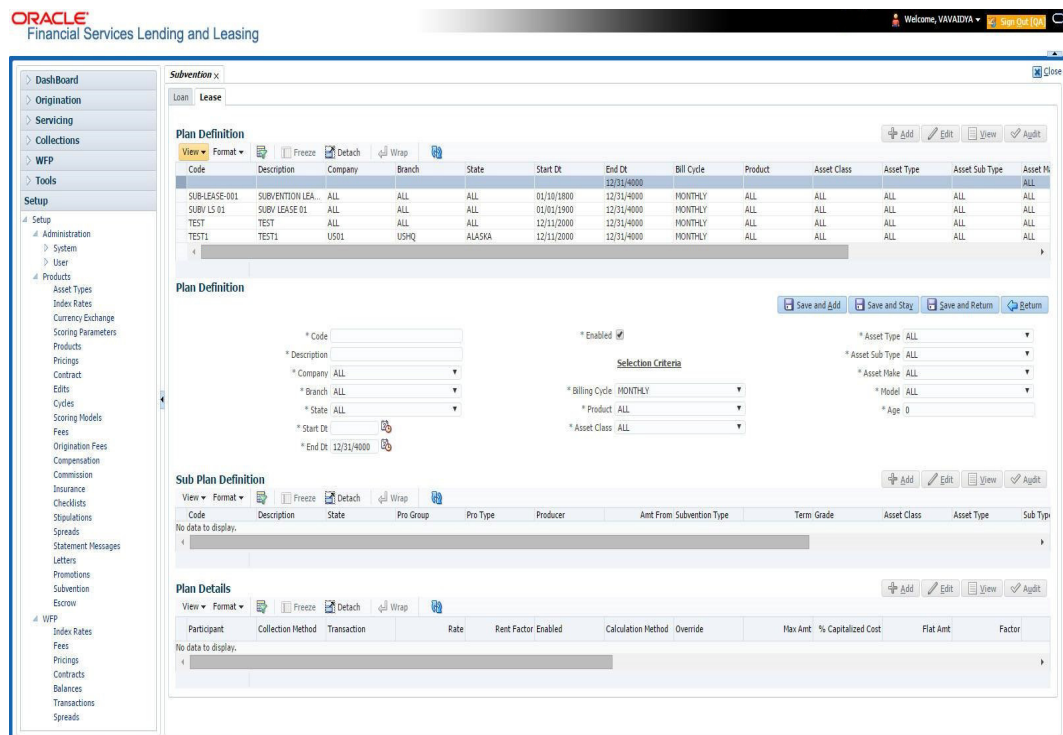 ORACLE'
Financial Services Lending and Leasing
Welcome, VAVAIDYA
Sign Out [QA]
DashBoard
Origination
Servicing
Collections
WFP
Tools
Setup
Setup
Administration
System
User
Products
Asset Types
Index Rates
Currency Exchange
Scoring Parameters
Products
Pricings
Contract
Edits
Cycles
Scoring Models
Fees
Origination Fees
Compensation
Commission
Insurance
Checklists
Stipulations
Spreads
Statement Messages
Letters
Promotions
Subvention
Escrow
WFP
Index Rates
Fees
Pricings
Contracts
Balances
Transactions
Spreads
Subvention x
Close
Loan Lease
Plan Definition
Add Edit View Audit
View Format Freeze Detach Wrap
Code Description Company Branch State Start Dt End Dt Bill Cycle Product Asset Class Asset Type Asset Sub Type Asset M
12/31/4000 ALL
SUB-LEASE-001 SUBVENTION LEA... ALL ALL ALL 01/10/1800 12/31/4000 MONTHLY ALL ALL ALL ALL ALL
SUBV LS 01 SUBV LEASE 01 ALL ALL ALL 01/01/1900 12/31/4000 MONTHLY ALL ALL ALL ALL ALL
TEST TEST ALL ALL ALL 12/11/2000 12/31/4000 MONTHLY ALL ALL ALL ALL ALL
TEST1 TEST1 US01 USHQ ALASKA 12/11/2000 12/31/4000 MONTHLY ALL ALL ALL ALL ALL
Plan Definition
Save and Add Save and Stay Save and Return Return
* Code
* Description
* Company ALL
* Branch ALL
* State ALL
* Start Dt
* End Dt 12/31/4000
* Enabled
Selection Criteria
* Billing Cycle MONTHLY
* Product ALL
* Asset Class ALL
* Asset Type ALL
* Asset Sub Type ALL
* Asset Make ALL
* Model ALL
* Age 0
Sub Plan Definition
Add Edit View Audit
View Format Freeze Detach Wrap
Code Description State Pro Group Pro Type Producer Amt From Subvention Type Term Grade Asset Class Asset Type Sub Typ
No data to display.
Plan Details
Add Edit View Audit
View Format Freeze Detach Wrap
Participant Collection Method Transaction Rate Rent Factor Enabled Calculation Method Override Max Amt % Capitalized Cost Flat Amt Factor
No data to display.